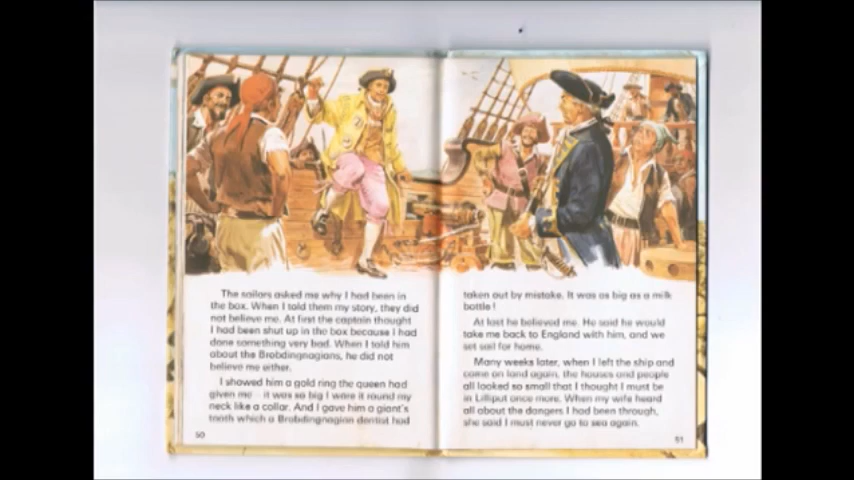 The sailors asked me why I had been in
the box. When I told them my story, they did
not believe me. At first the captain thought
I had been shut up in the box because I had
done something very bad. When I told him
about the Brobdingnagians, he did not
believe me either.
I showed him a gold ring the queen had
given me – it was so big I wore it round my
neck like a collar. And I gave him a giant's
tooth which a Brobdingnagian dentist had
50
taken out by mistake. It was as big as a milk
bottle!
At last he believed me. He said he would
take me back to England with him, and we
set sail for home.
Many weeks later, when I left the ship and
came on land again, the houses and people
all looked so small that I thought I must be
in Lilliput once more. When my wife heard
all about the dangers I had been through,
she said I must never go to sea again.
51